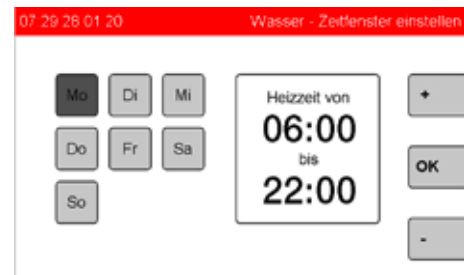 07:29 28 01 20 Wasser - Zeitfenster einstellen
Mo Di Mi
Do Fr Sa
So
Heizzeit von
06:00
bis
22:00
+
OK
-